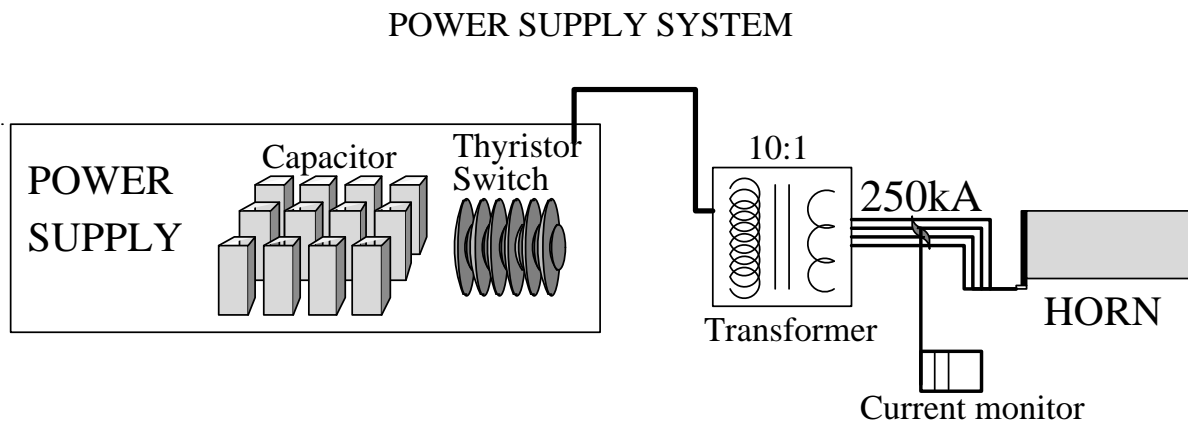 POWER SUPPLY SYSTEM
POWER
SUPPLY
Capacitor
Thyristor
Switch
10:1
Transformer
250kA
HORN
Current monitor